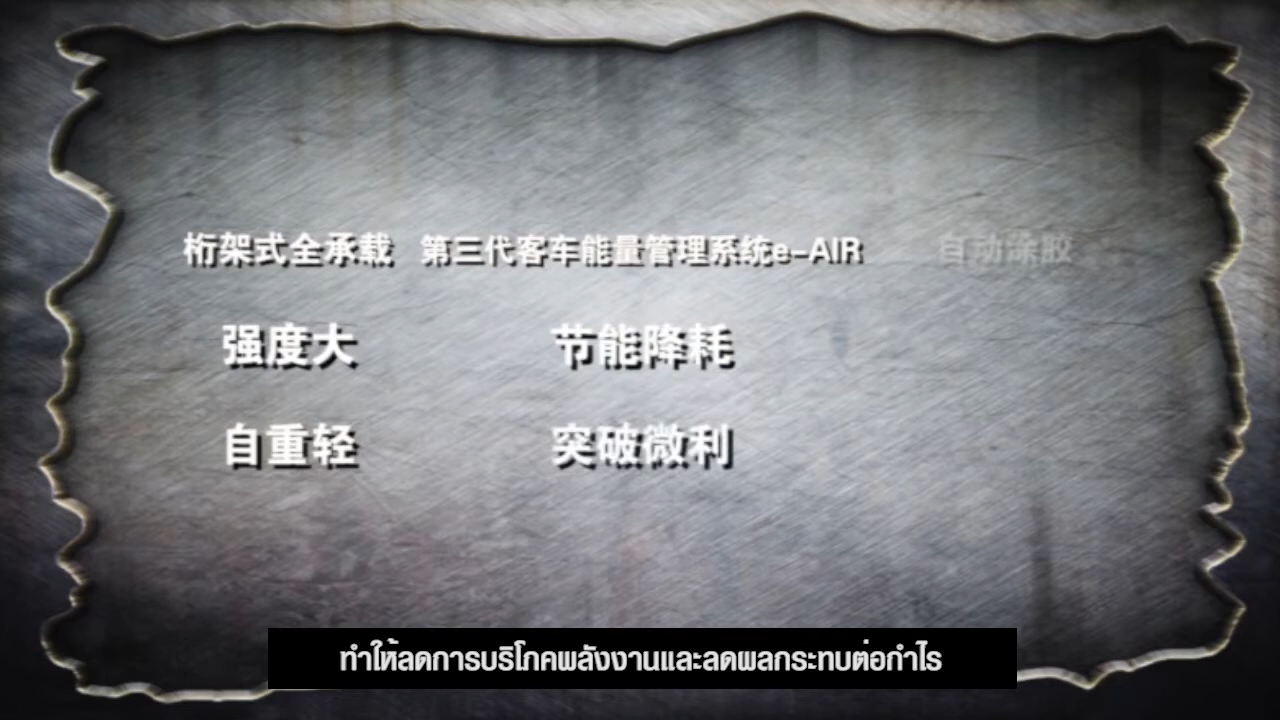 桁架式全承载 第三代客车能量管理系统e-AIR 自动涂胶
强度大 节能降耗
自重轻 突破微利
ทำให้ลดการบริโภคพลังงานและลดผลกระทบต่อกำไร